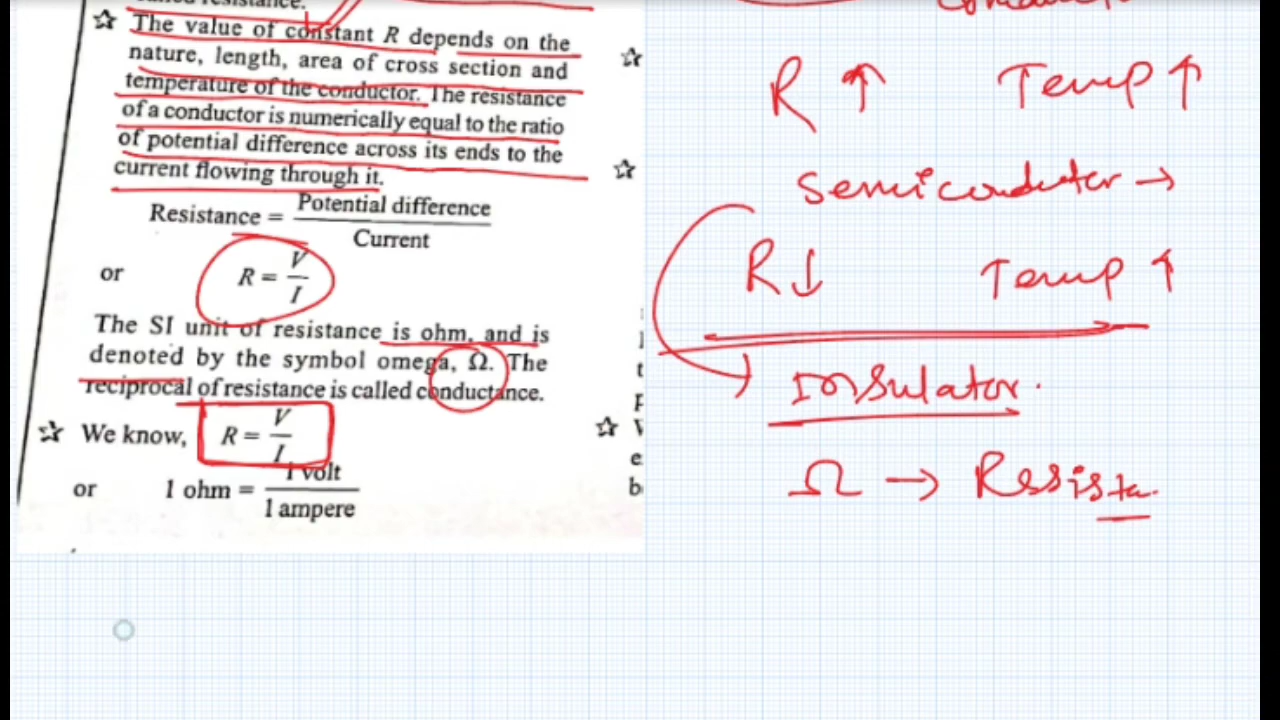 called resistance.
☆ The value of constant R depends on the
nature, length, area of cross section and
temperature of the conductor. The resistance
of a conductor is numerically equal to the ratio
of potential difference across its ends to the
current flowing through it.
Resistance = Potential difference / Current
or R = V / I
The SI unit of resistance is ohm, and is
denoted by the symbol omega, Ω. The
reciprocal of resistance is called conductance.
☆ We know, R = V / I
or 1 ohm = 1 volt / 1 ampere
R ↑ Temp ↑
Semiconductor →
R ↓ Temp ↑
Insulator.
Ω → Resista.